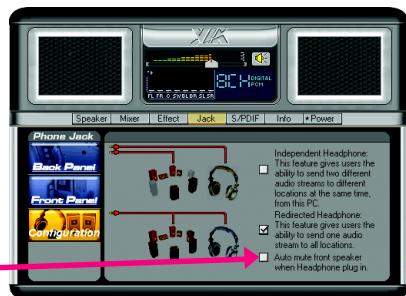 VIA
8CH DIGITAL
PCM
FL FR C SW BL BR SL SR
Speaker Mixer Effect Jack S/PDIF Info Power
Phone Jack
Back Panel
Front Panel
Configuration
Independent Headphone:
This feature gives users the
ability to send two different
audio streams to different
locations at the same time,
from this PC.
Redirected Headphone:
This feature gives users the
ability to send one audio
stream to all locations.
Auto mute front speaker
when Headphone plug in.